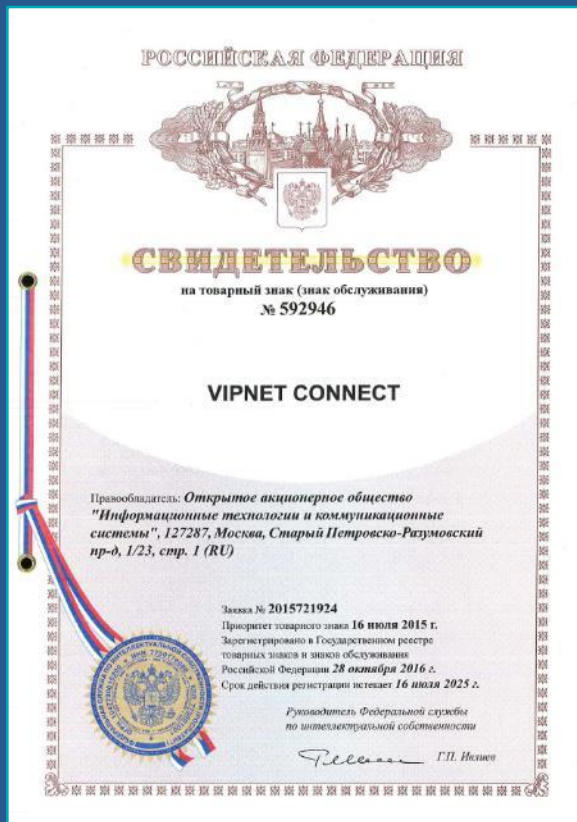 РОССИЙСКАЯ ФЕДЕРАЦИЯ
СВИДЕТЕЛЬСТВО
на товарный знак (знак обслуживания)
№ 592946
VIPNET CONNECT
Правообладатель: Открытое акционерное общество
"Информационные технологии и коммуникационные
системы", 127287, Москва, Старый Петровско-Разумовский
пр-д, 1/23, стр. 1 (RU)
Заявка № 2015721924
Приоритет товарного знака 16 июля 2015 г.
Зарегистрировано в Государственном реестре
товарных знаков и знаков обслуживания
Российской Федерации 28 октября 2016 г.
Срок действия регистрации истекает 16 июля 2025 г.
Руководитель Федеральной службы
по интеллектуальной собственности
Г.П. Ивлиев